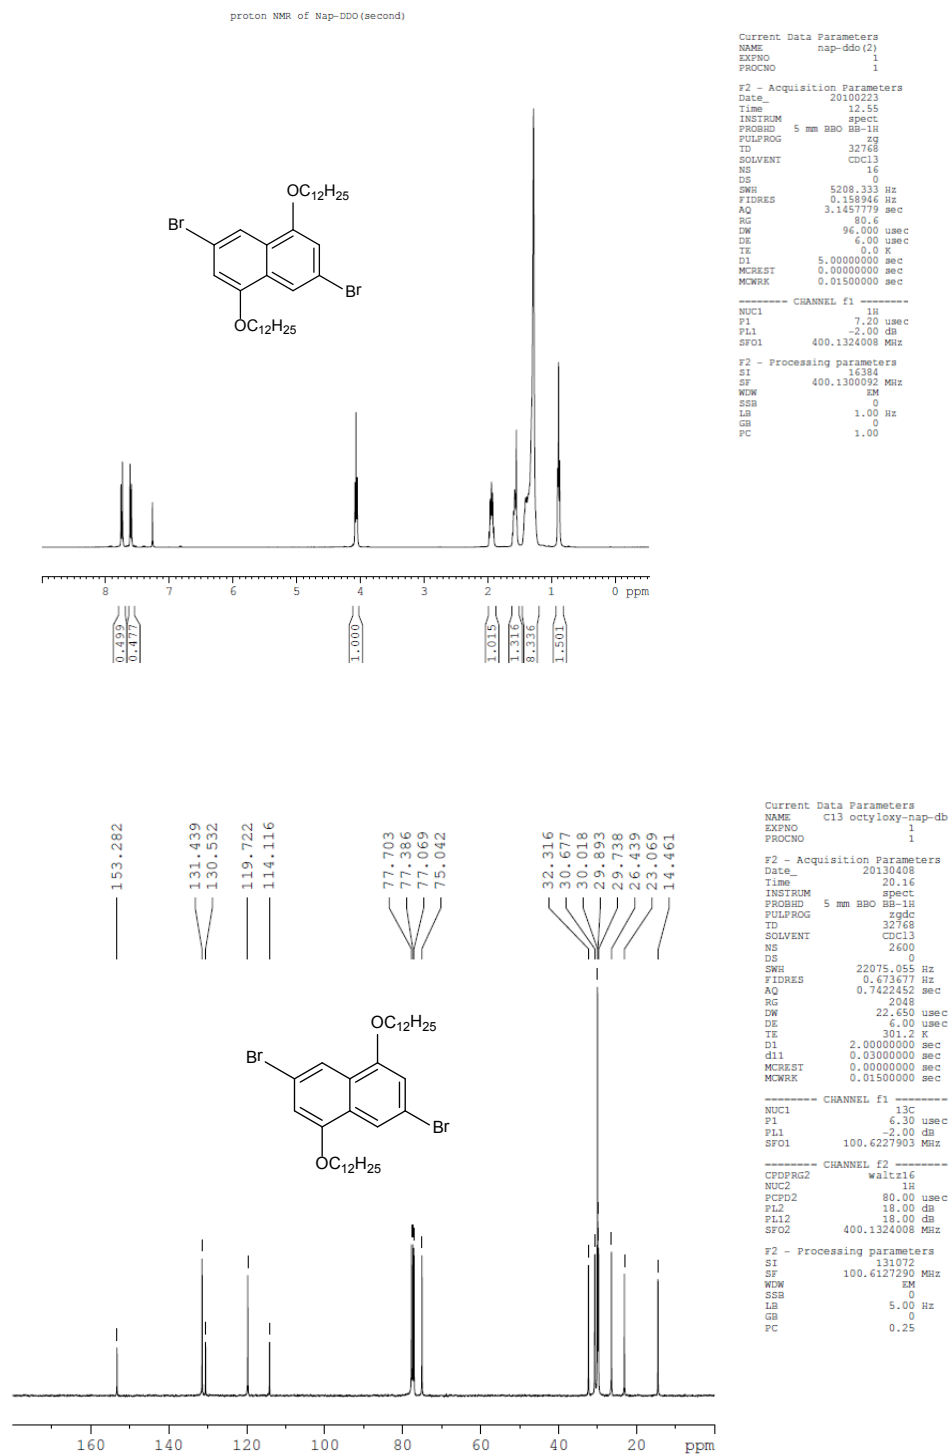 proton NMR of Nap-DDO(second)
Current Data Parameters
NAME nap-ddo(2)
EXPNO 1
PROCNO 1
F2 - Acquisition Parameters
Date_ 20100223
Time 12.55
INSTRUM spect
PROBHD 5 mm BBO BB-1H
PULPROG zg
TD 32768
SOLVENT CDCl3
NS 16
DS 0
SWH 5208.333 Hz
FIDRES 0.158946 Hz
AQ 3.1457779 sec
RG 80.6
DW 96.000 usec
DE 6.00 usec
TE 0.0 K
D1 5.00000000 sec
MCREST 0.00000000 sec
MCWRK 0.01500000 sec
======== CHANNEL f1 ========
NUC1 1H
P1 7.20 usec
PL1 -2.00 dB
SFO1 400.1324008 MHz
F2 - Processing parameters
SI 16384
SF 400.1300092 MHz
WDW EM
SSB 0
LB 1.00 Hz
GB 0
PC 1.00
OC12H25
Br
Br
OC12H25
8 7 6 5 4 3 2 1 0 ppm
0.499 0.477 1.000 1.015 1.316 8.336 1.501
153.282
131.439
130.532
119.722
114.116
77.703
77.386
77.069
75.042
32.316
30.677
30.018
29.893
29.738
26.439
23.069
14.461
Current Data Parameters
NAME C13 octyloxy-nap-db
EXPNO 1
PROCNO 1
F2 - Acquisition Parameters
Date_ 20130408
Time 20.16
INSTRUM spect
PROBHD 5 mm BBO BB-1H
PULPROG zgdc
TD 32768
SOLVENT CDCl3
NS 2600
DS 0
SWH 22075.055 Hz
FIDRES 0.673677 Hz
AQ 0.7422452 sec
RG 2048
DW 22.650 usec
DE 6.00 usec
TE 301.2 K
D1 2.00000000 sec
d11 0.03000000 sec
MCREST 0.00000000 sec
MCWRK 0.01500000 sec
======== CHANNEL f1 ========
NUC1 13C
P1 6.30 usec
PL1 -2.00 dB
SFO1 100.6227903 MHz
======== CHANNEL f2 ========
CPDPRG2 waltz16
NUC2 1H
PCPD2 80.00 usec
PL2 18.00 dB
PL12 18.00 dB
SFO2 400.1324008 MHz
F2 - Processing parameters
SI 131072
SF 100.6127290 MHz
WDW EM
SSB 0
LB 5.00 Hz
GB 0
PC 0.25
OC12H25
Br
Br
OC12H25
160 140 120 100 80 60 40 20 ppm